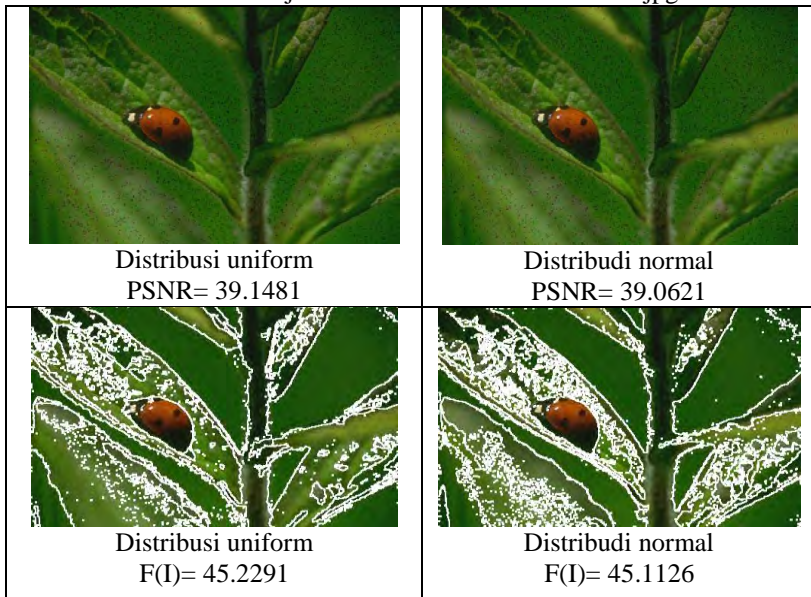 Distribusi uniform
PSNR= 39.1481
Distribudi normal
PSNR= 39.0621
Distribusi uniform
F(I)= 45.2291
Distribudi normal
F(I)= 45.1126